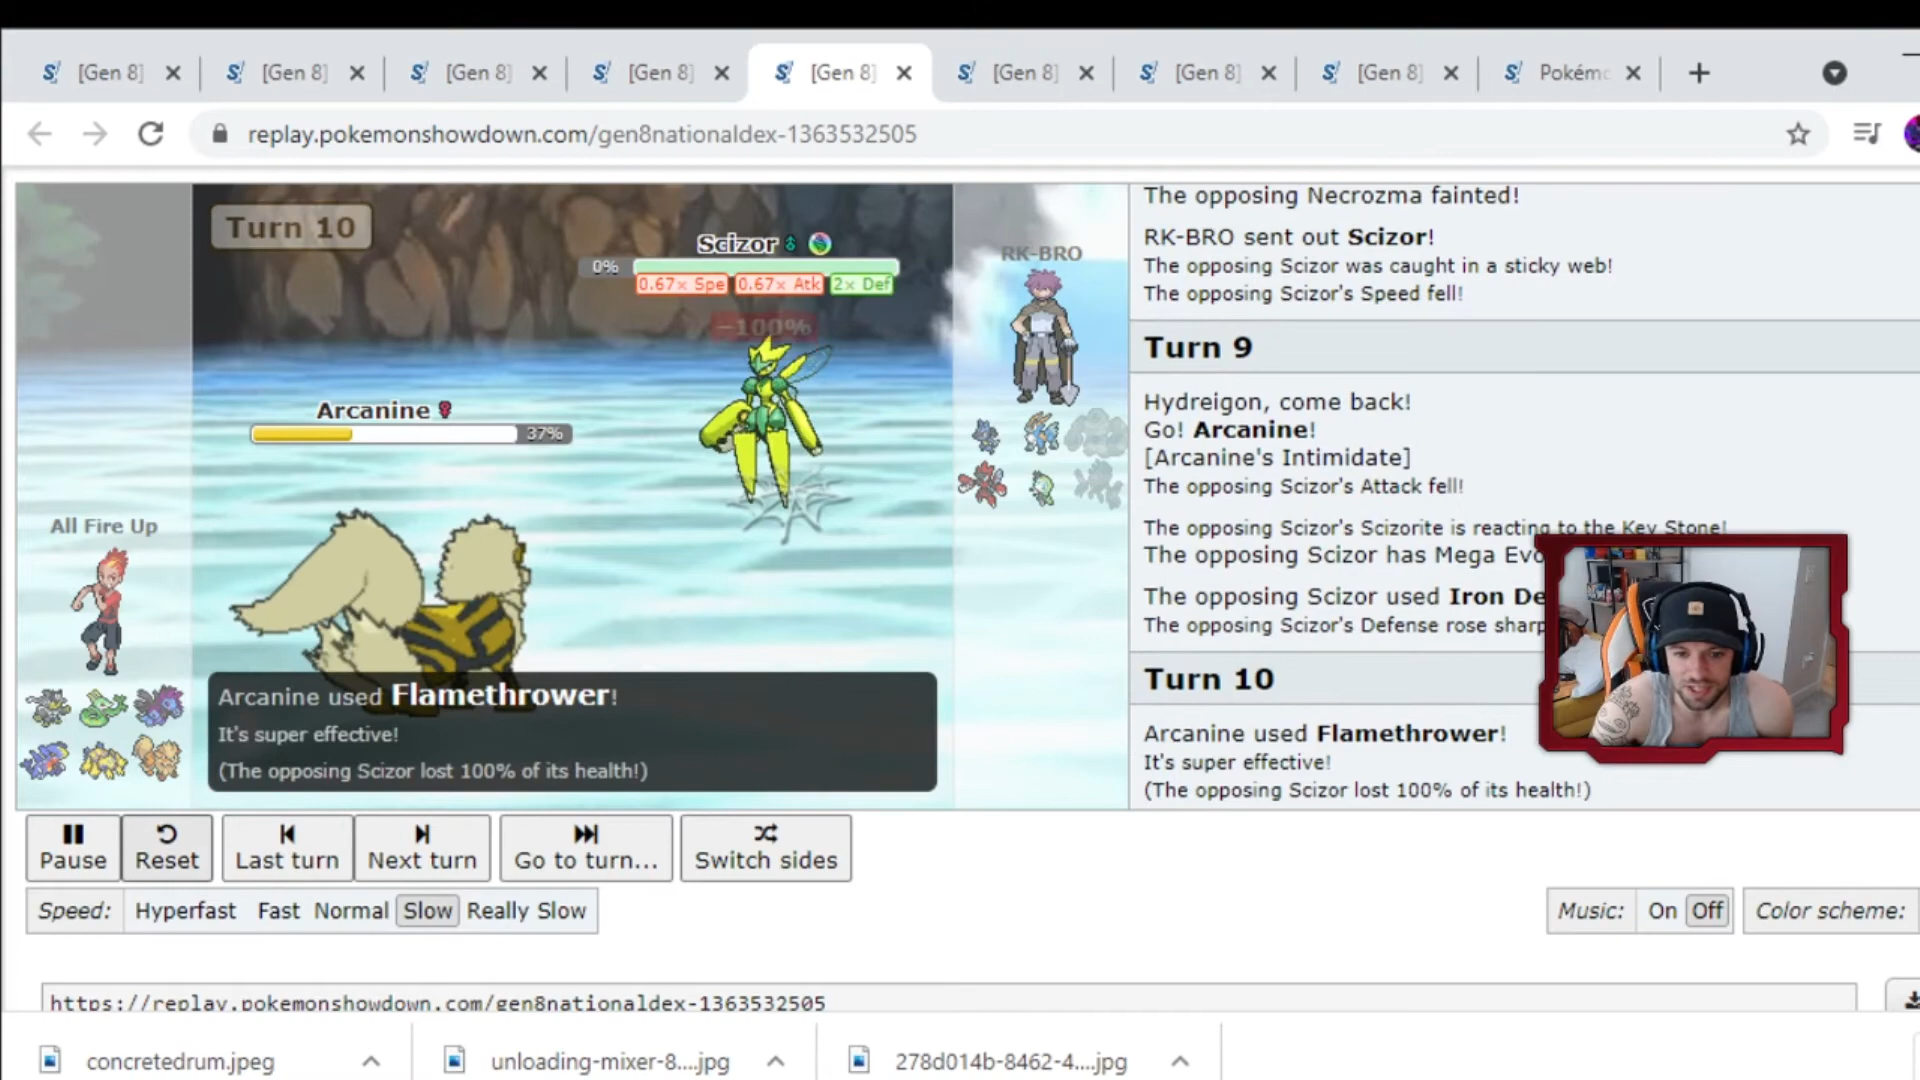 [Gen 8]
[Gen 8]
[Gen 8]
[Gen 8]
[Gen 8]
[Gen 8]
[Gen 8]
[Gen 8]
Pokém
replay.pokemonshowdown.com/gen8nationaldex-1363532505
Turn 10
Scizor
0%
0.67× Spe 0.67× Atk 2× Def
−100%
Arcanine
37%
All Fire Up
RK-BRO
Arcanine used Flamethrower!
It's super effective!
(The opposing Scizor lost 100% of its health!)
The opposing Necrozma fainted!
RK-BRO sent out Scizor!
The opposing Scizor was caught in a sticky web!
The opposing Scizor's Speed fell!
Turn 9
Hydreigon, come back!
Go! Arcanine!
[Arcanine's Intimidate]
The opposing Scizor's Attack fell!
The opposing Scizor's Scizorite is reacting to the Key Stone!
The opposing Scizor has Mega Evo
The opposing Scizor used Iron De
The opposing Scizor's Defense rose sharp
Turn 10
Arcanine used Flamethrower!
It's super effective!
(The opposing Scizor lost 100% of its health!)
Pause
Reset
Last turn
Next turn
Go to turn...
Switch sides
Speed: Hyperfast Fast Normal Slow Really Slow
Music: On Off
Color scheme:
https://replay.pokemonshowdown.com/gen8nationaldex-1363532505
concretedrum.jpeg
unloading-mixer-8....jpg
278d014b-8462-4....jpg